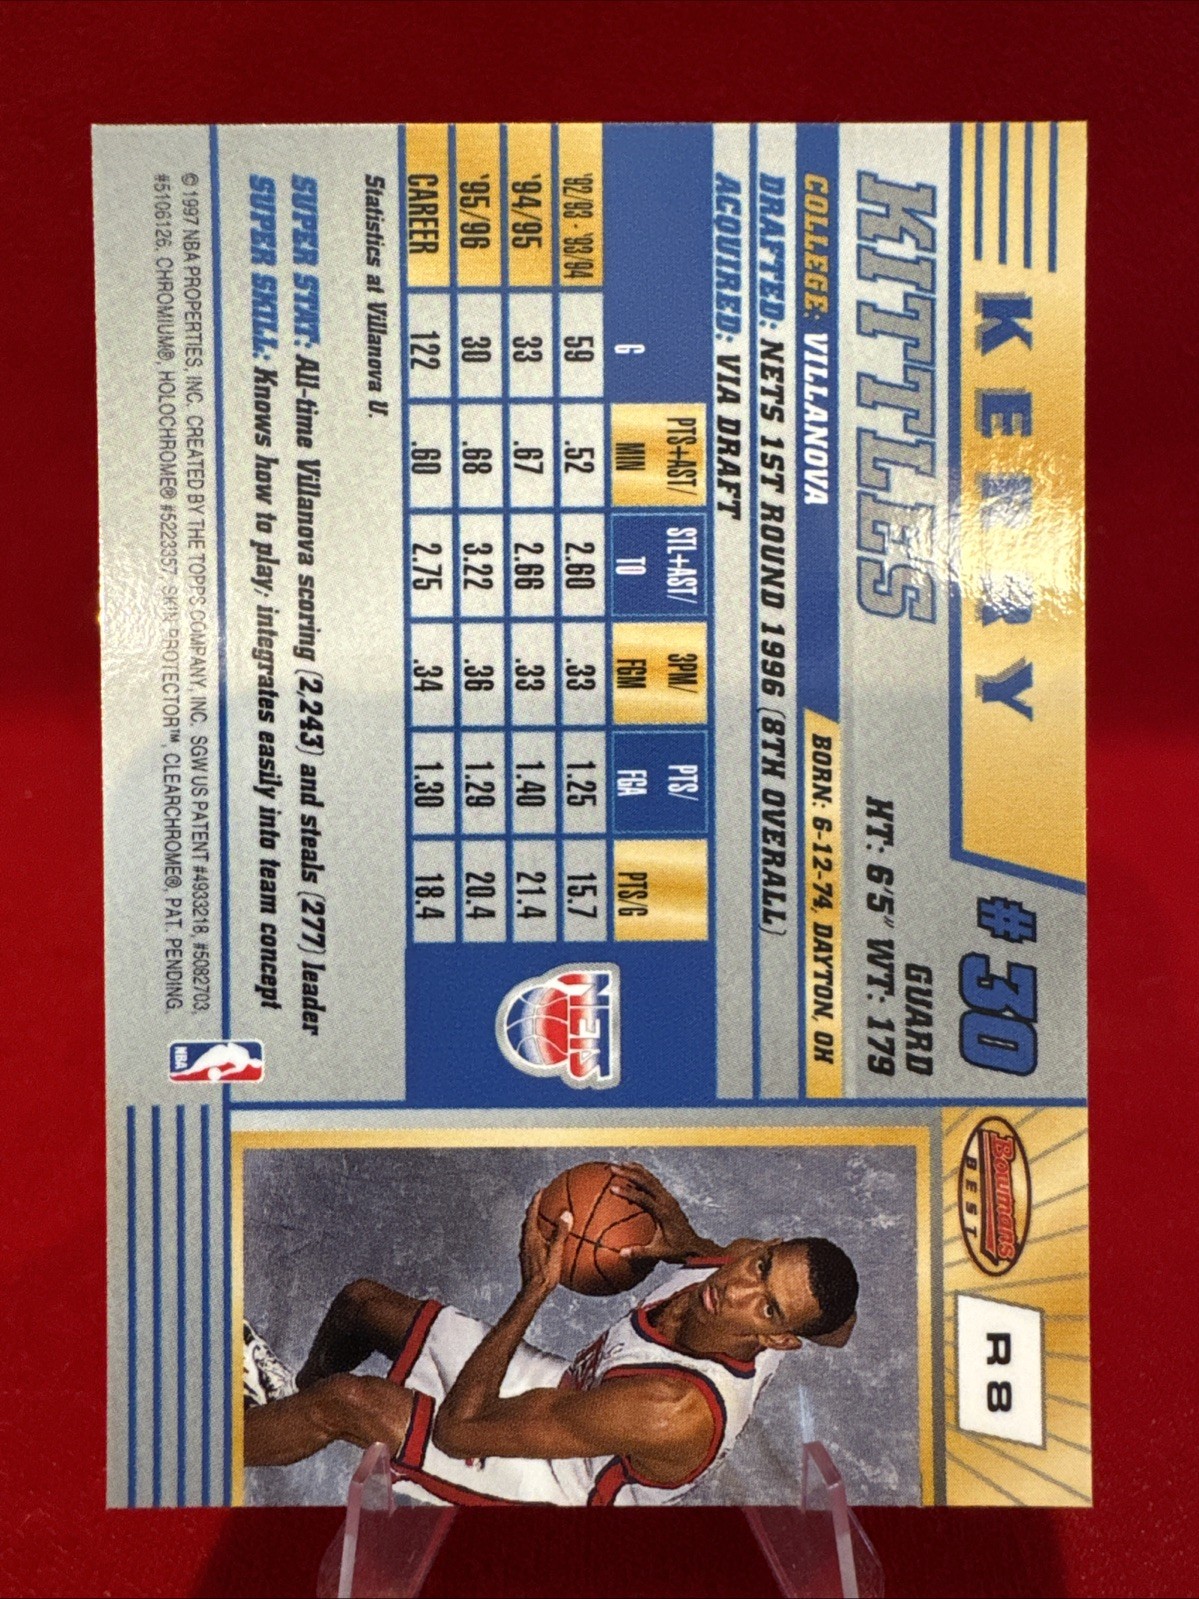 KERRY
#30
Bowman's
BEST
R8
KITTLES
GUARD
HT: 6'5" WT: 179
COLLEGE: VILLANOVA
BORN: 6-12-74, DAYTON, OH
DRAFTED: NETS 1ST ROUND 1996 (8TH OVERALL)
ACQUIRED: VIA DRAFT
G PTS+AST/MIN STL+AST/TO 3PM/FGM PTS/FGA PTS/G
'92/93 - '93/94 59 .52 2.60 .33 1.25 15.7
'94/95 33 .67 2.66 .33 1.40 21.4
'95/96 30 .68 3.22 .36 1.29 20.4
CAREER 122 .60 2.75 .34 1.30 18.4
NETS
Statistics at Villanova U.
SUPER STAT: All-time Villanova scoring (2,243) and steals (277) leader
SUPER SKILL: Knows how to play; integrates easily into team concept
© 1997 NBA PROPERTIES, INC. CREATED BY THE TOPPS COMPANY, INC. SGW US PATENT #4933218, #5082703,
#5106126, CHROMIUM®, HOLOCHROME® #5223357, SKIN PROTECTOR™, CLEARCHROME®, PAT. PENDING.
NBA